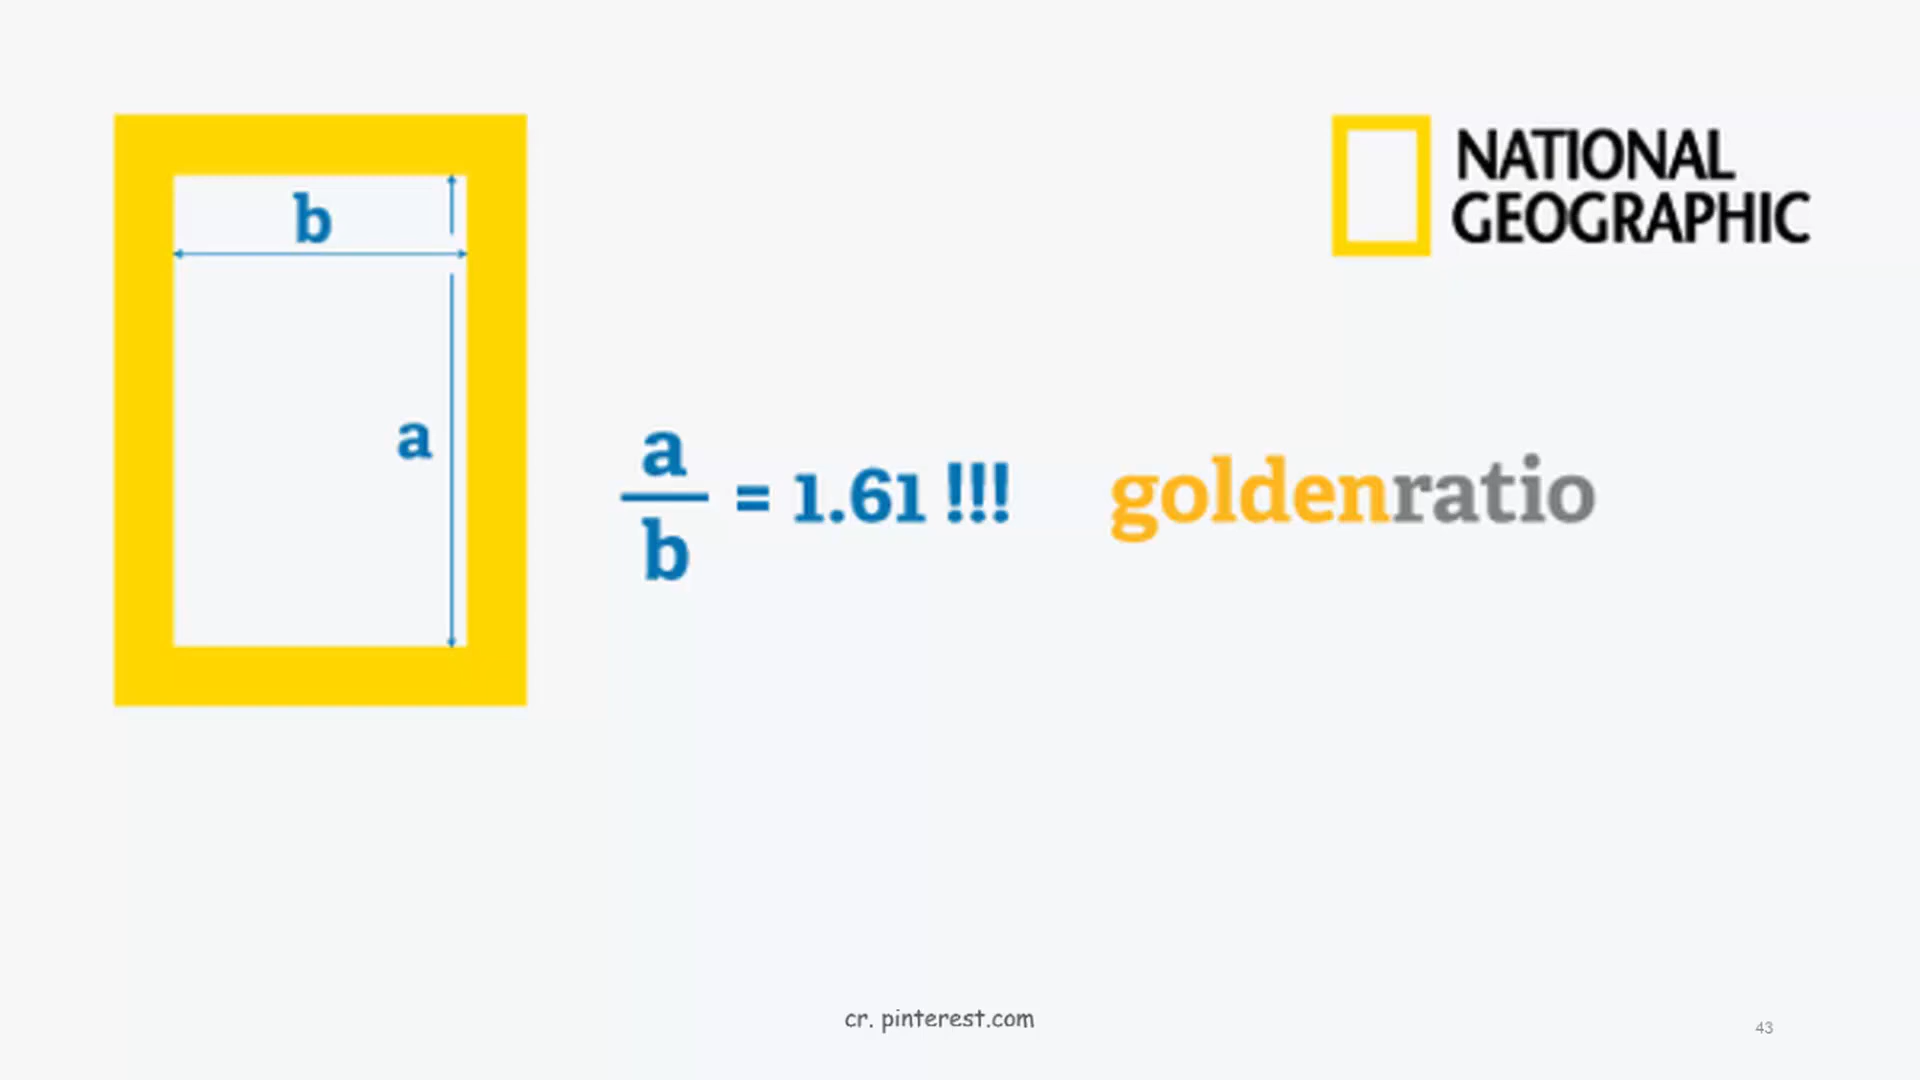 NATIONAL
GEOGRAPHIC
b
a
a
b
= 1.61 !!!
goldenratio
cr. pinterest.com
43